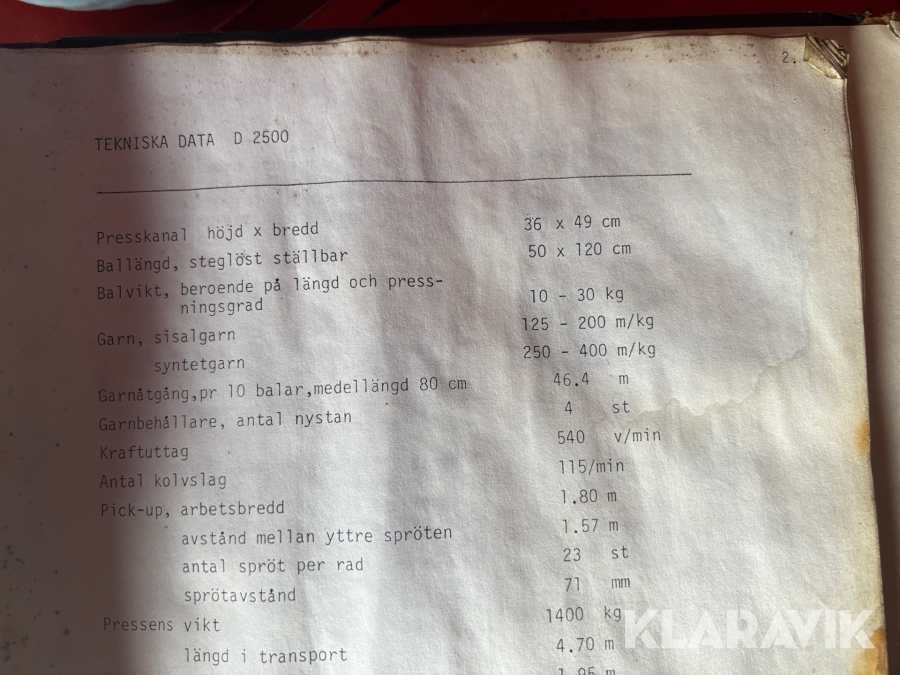 2.
TEKNISKA DATA D 2500
Presskanal höjd x bredd 36 x 49 cm
Ballängd, steglöst ställbar 50 x 120 cm
Balvikt, beroende på längd och press-
ningsgrad 10 - 30 kg
Garn, sisalgarn 125 - 200 m/kg
syntetgarn 250 - 400 m/kg
Garnåtgång,pr 10 balar,medellängd 80 cm 46.4 m
Garnbehållare, antal nystan 4 st
Kraftuttag 540 v/min
Antal kolvslag 115/min
Pick-up, arbetsbredd 1.80 m
avstånd mellan yttre spröten 1.57 m
antal spröt per rad 23 st
sprötavstånd 71 mm
Pressens vikt 1400 kg
längd i transport 4.70 m
1.95 m
KLARAVIK